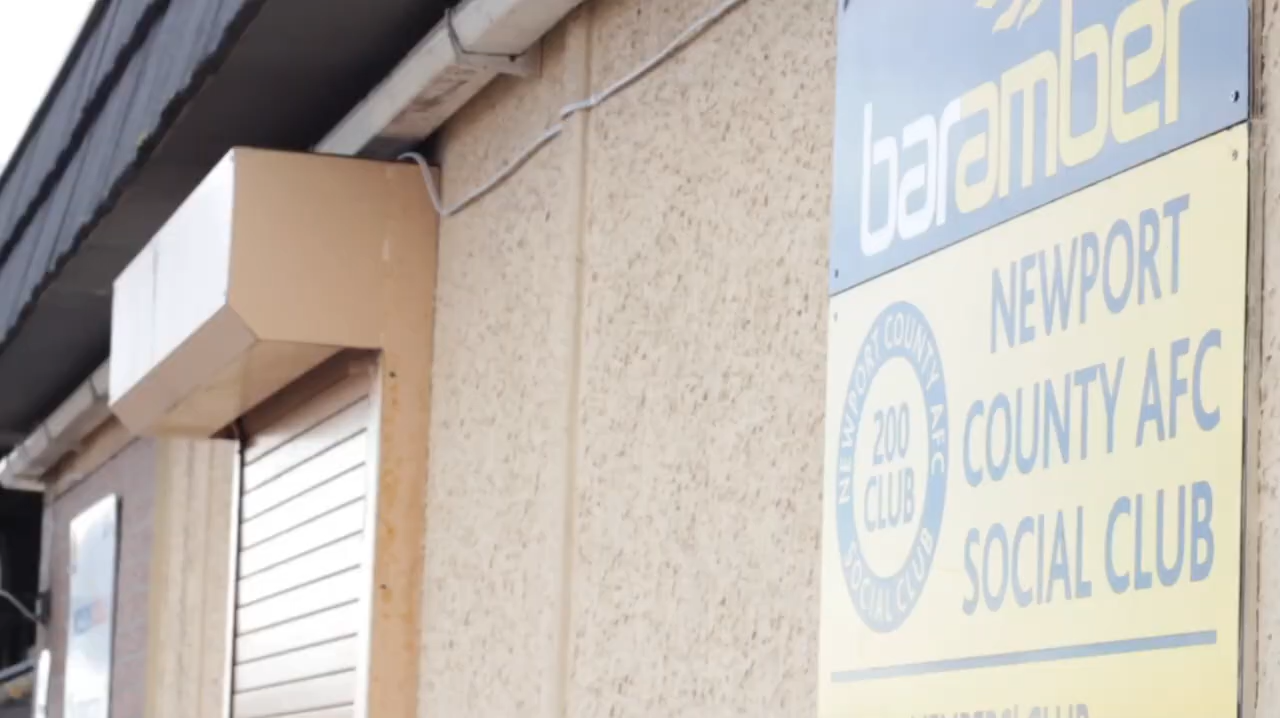 baramber
NEWPORT
COUNTY AFC
SOCIAL CLUB
NEWPORT COUNTY AFC
200
CLUB
SOCIAL CLUB